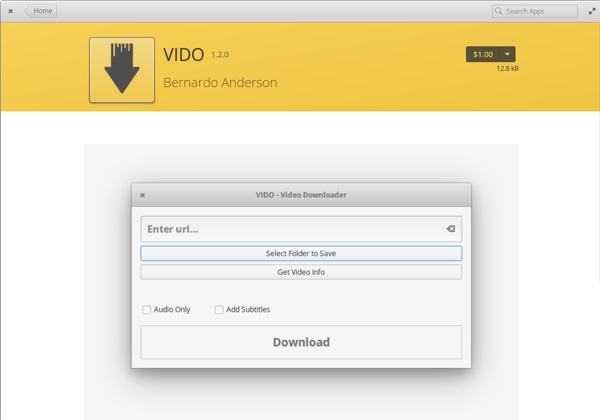 Home
Search Apps
VIDO 1.2.0
$1.00
12.8 kB
Bernardo Anderson
VIDO - Video Downloader
Enter url...
Select Folder to Save
Get Video Info
Audio Only
Add Subtitles
Download